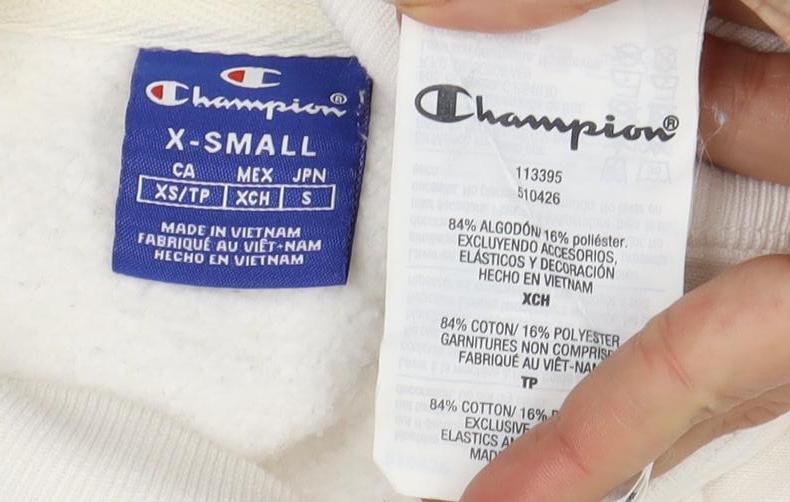 Champion®
X-SMALL
CA MEX JPN
XS/TP XCH S
MADE IN VIETNAM
FABRIQUÉ AU VIÊT-NAM
HECHO EN VIETNAM
Champion®
113395
510426
84% ALGODÓN 16% poliéster.
EXCLUYENDO ACCESORIOS,
ELÁSTICOS Y DECORACIÓN
HECHO EN VIETNAM
XCH
84% COTON/ 16% POLYESTER
GARNITURES NON COMPRISE
FABRIQUÉ AU VIÊT-NAM
TP
84% COTTON/ 16%
EXCLUSIVE
ELASTICS
MADE